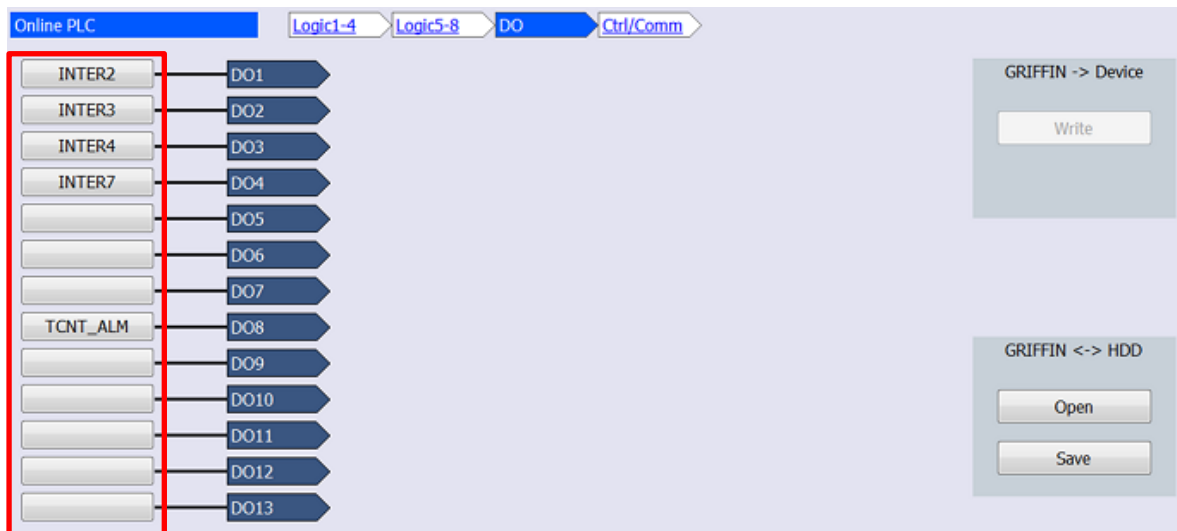 Online PLC Logic1-4 Logic5-8 DO Ctrl/Comm
INTER2 DO1
INTER3 DO2
INTER4 DO3
INTER7 DO4
DO5
DO6
DO7
TCNT_ALM DO8
DO9
DO10
DO11
DO12
DO13
GRIFFIN -> Device
Write
GRIFFIN <-> HDD
Open
Save